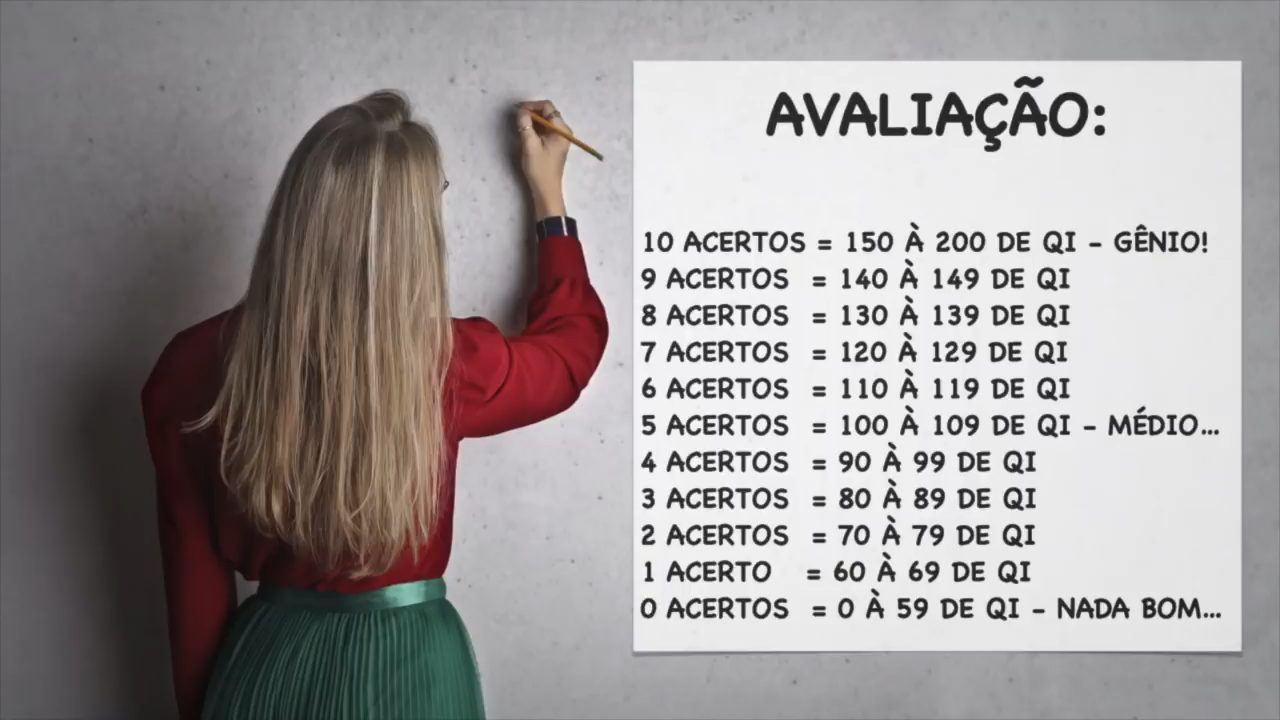 AVALIAÇÃO:
10 ACERTOS = 150 À 200 DE QI - GÊNIO!
9 ACERTOS = 140 À 149 DE QI
8 ACERTOS = 130 À 139 DE QI
7 ACERTOS = 120 À 129 DE QI
6 ACERTOS = 110 À 119 DE QI
5 ACERTOS = 100 À 109 DE QI - MÉDIO...
4 ACERTOS = 90 À 99 DE QI
3 ACERTOS = 80 À 89 DE QI
2 ACERTOS = 70 À 79 DE QI
1 ACERTO = 60 À 69 DE QI
0 ACERTOS = 0 À 59 DE QI - NADA BOM...